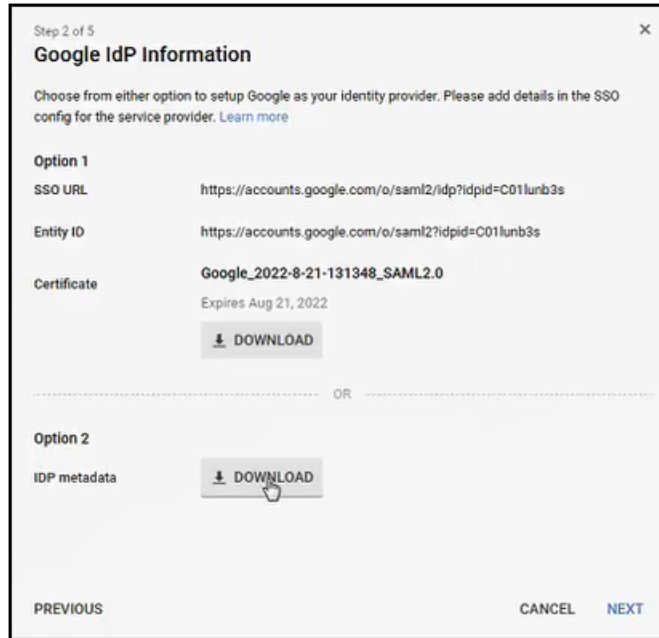 Step 2 of 5
Google IdP Information
Choose from either option to setup Google as your identity provider. Please add details in the SSO
config for the service provider. Learn more
Option 1
SSO URL https://accounts.google.com/o/saml2/idp?idpid=C01lunb3s
Entity ID https://accounts.google.com/o/saml2?idpid=C01lunb3s
Certificate Google_2022-8-21-131348_SAML2.0
Expires Aug 21, 2022
DOWNLOAD
OR
Option 2
IDP metadata DOWNLOAD
PREVIOUS CANCEL NEXT